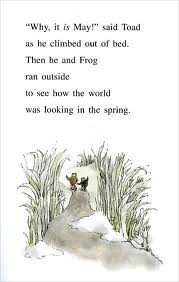 “Why, it is May!” said Toad
as he climbed out of bed.
Then he and Frog
ran outside
to see how the world
was looking in the spring.